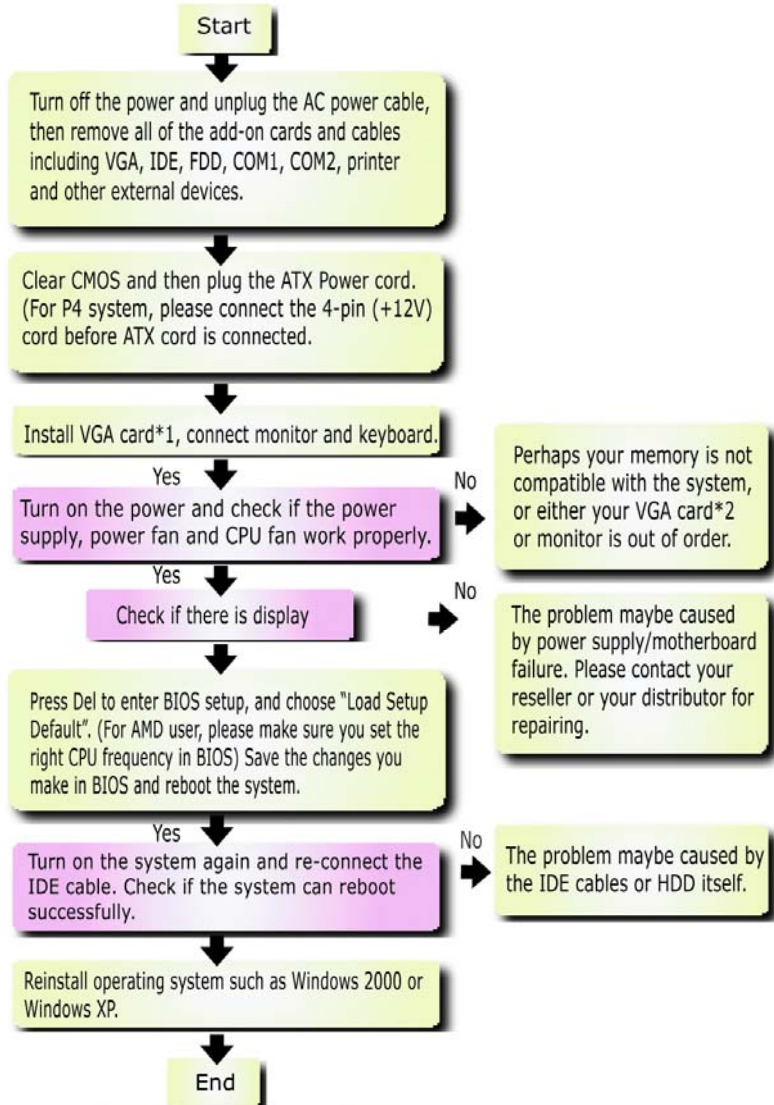 Start
Turn off the power and unplug the AC power cable,
then remove all of the add-on cards and cables
including VGA, IDE, FDD, COM1, COM2, printer
and other external devices.
Clear CMOS and then plug the ATX Power cord.
(For P4 system, please connect the 4-pin (+12V)
cord before ATX cord is connected.
Install VGA card*1, connect monitor and keyboard.
Yes
No
Turn on the power and check if the power
supply, power fan and CPU fan work properly.
Perhaps your memory is not
compatible with the system,
or either your VGA card*2
or monitor is out of order.
Yes
No
Check if there is display
The problem maybe caused
by power supply/motherboard
failure. Please contact your
reseller or your distributor for
repairing.
Press Del to enter BIOS setup, and choose “Load Setup
Default”. (For AMD user, please make sure you set the
right CPU frequency in BIOS) Save the changes you
make in BIOS and reboot the system.
Yes
No
Turn on the system again and re-connect the
IDE cable. Check if the system can reboot
successfully.
The problem maybe caused by
the IDE cables or HDD itself.
Reinstall operating system such as Windows 2000 or
Windows XP.
End